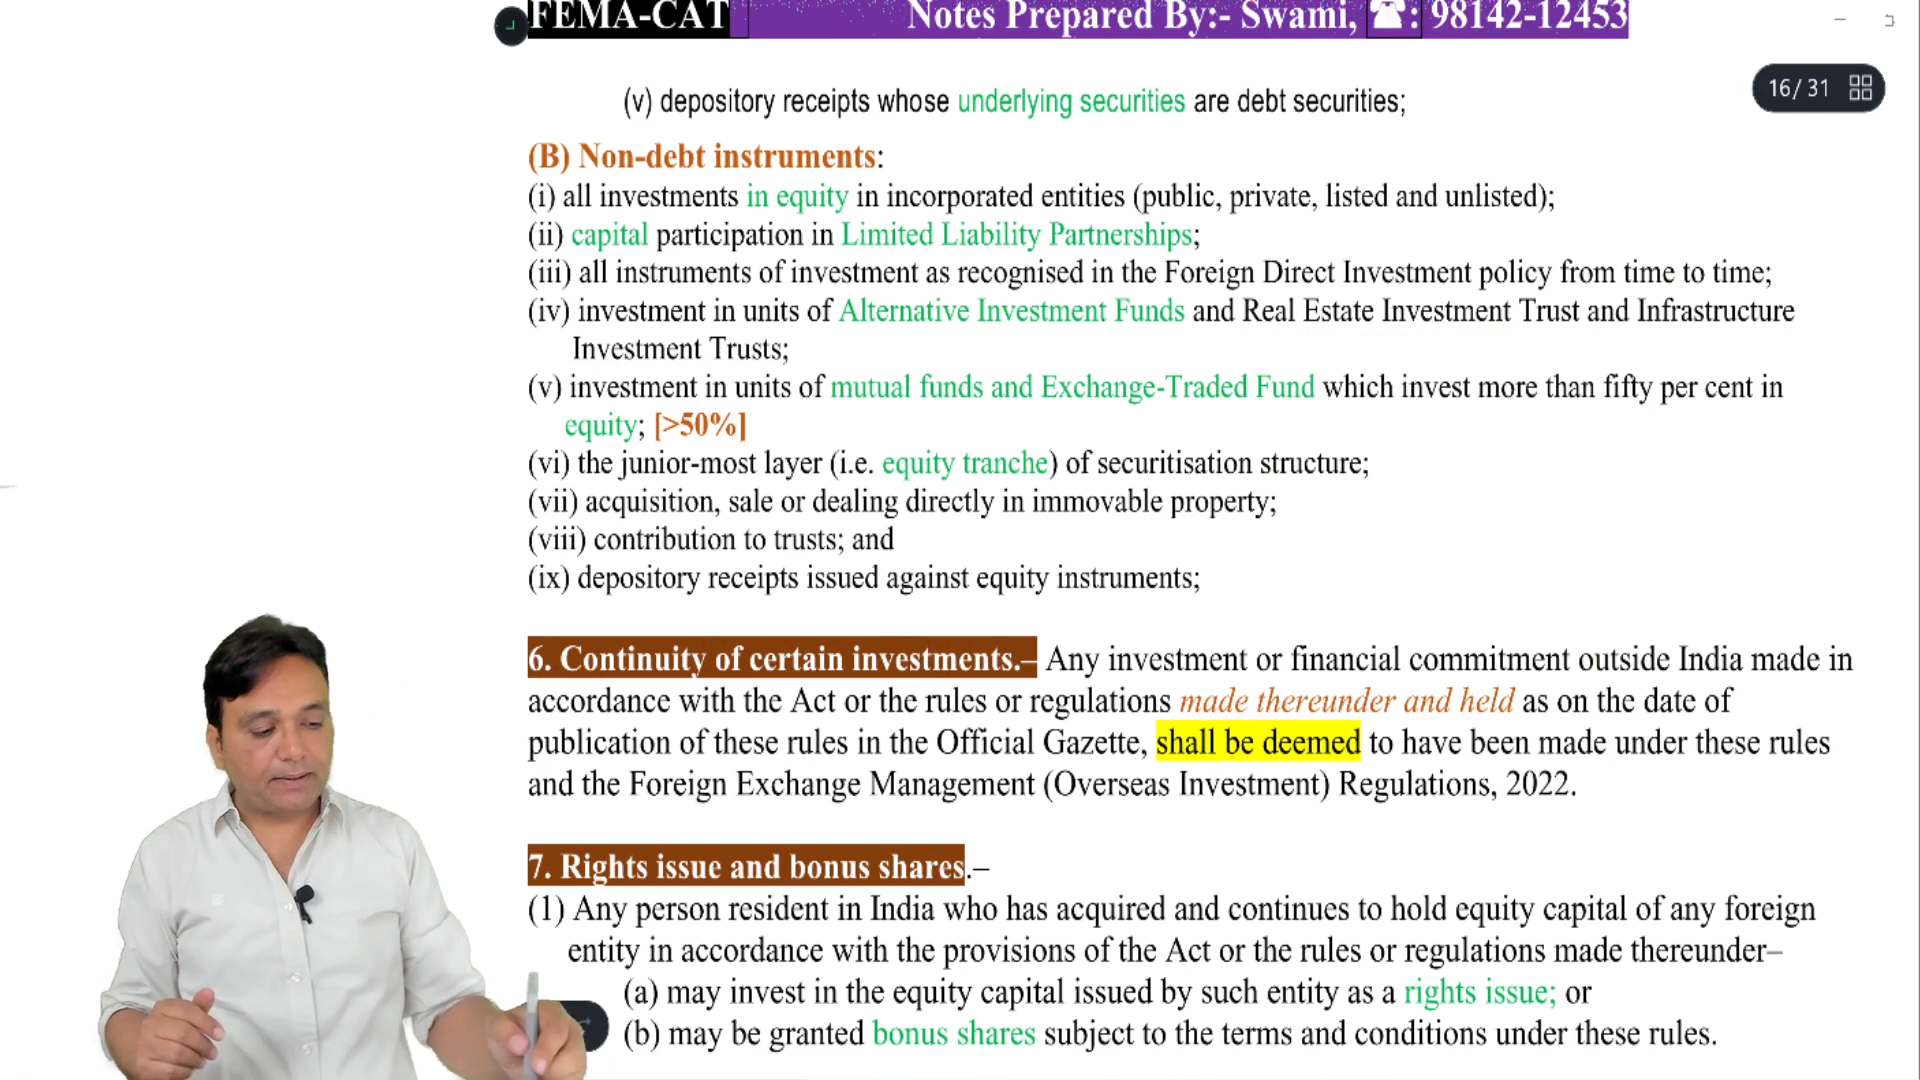 FEMA-CAT Notes Prepared By:- Swami, ☎: 98142-12453
16/ 31
(v) depository receipts whose underlying securities are debt securities;
(B) Non-debt instruments:
(i) all investments in equity in incorporated entities (public, private, listed and unlisted);
(ii) capital participation in Limited Liability Partnerships;
(iii) all instruments of investment as recognised in the Foreign Direct Investment policy from time to time;
(iv) investment in units of Alternative Investment Funds and Real Estate Investment Trust and Infrastructure
Investment Trusts;
(v) investment in units of mutual funds and Exchange-Traded Fund which invest more than fifty per cent in
equity; [>50%]
(vi) the junior-most layer (i.e. equity tranche) of securitisation structure;
(vii) acquisition, sale or dealing directly in immovable property;
(viii) contribution to trusts; and
(ix) depository receipts issued against equity instruments;
6. Continuity of certain investments.– Any investment or financial commitment outside India made in
accordance with the Act or the rules or regulations made thereunder and held as on the date of
publication of these rules in the Official Gazette, shall be deemed to have been made under these rules
and the Foreign Exchange Management (Overseas Investment) Regulations, 2022.
7. Rights issue and bonus shares.–
(1) Any person resident in India who has acquired and continues to hold equity capital of any foreign
entity in accordance with the provisions of the Act or the rules or regulations made thereunder–
(a) may invest in the equity capital issued by such entity as a rights issue; or
(b) may be granted bonus shares subject to the terms and conditions under these rules.